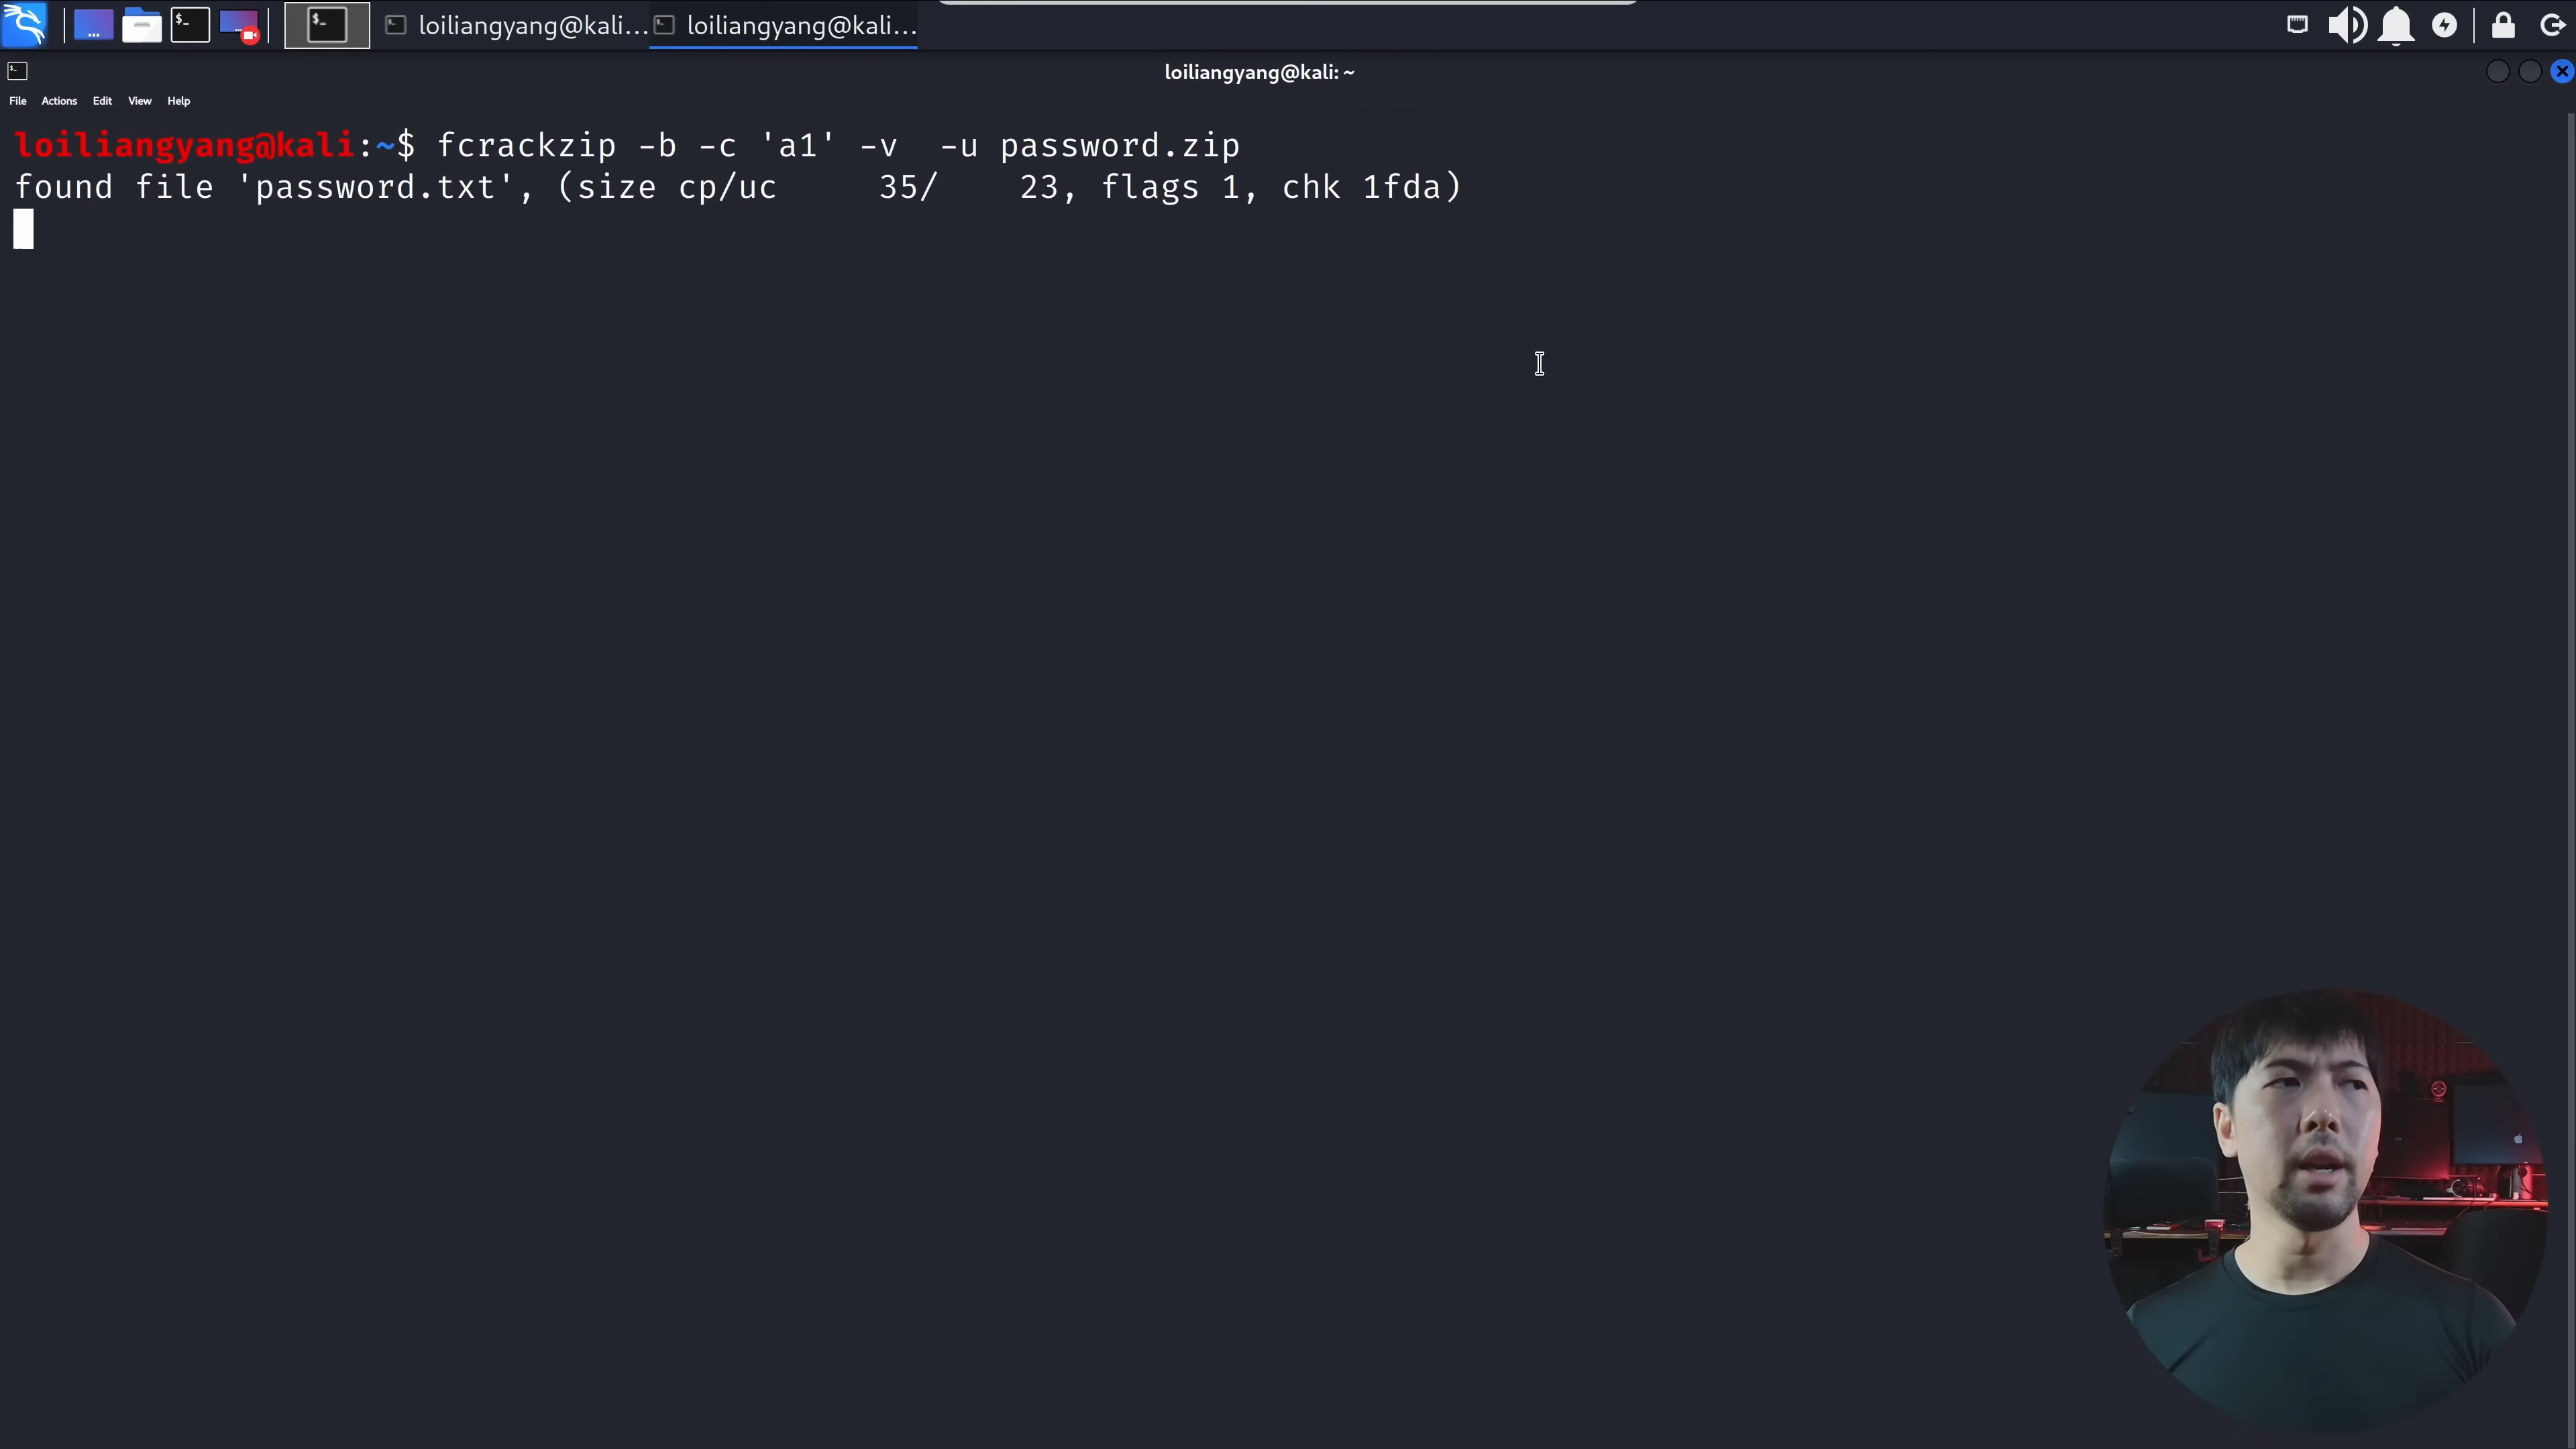 loiliangyang@kali...
loiliangyang@kali...
loiliangyang@kali: ~
File Actions Edit View Help
loiliangyang@kali:~$ fcrackzip -b -c 'a1' -v  -u password.zip
found file 'password.txt', (size cp/uc     35/    23, flags 1, chk 1fda)